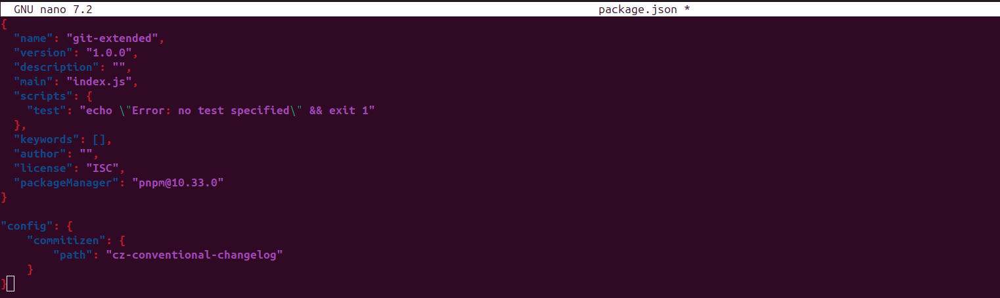 GNU nano 7.2 package.json *
{
  "name": "git-extended",
  "version": "1.0.0",
  "description": "",
  "main": "index.js",
  "scripts": {
    "test": "echo \"Error: no test specified\" && exit 1"
  },
  "keywords": [],
  "author": "",
  "license": "ISC",
  "packageManager": "pnpm@10.33.0"
}

"config": {
    "commitizen": {
        "path": "cz-conventional-changelog"
    }
}